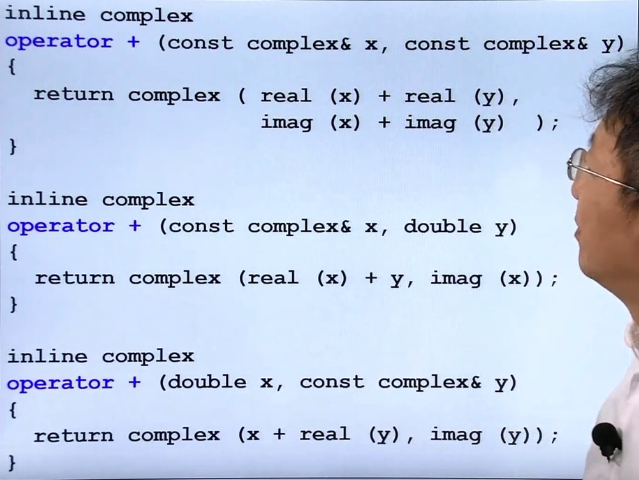 inline complex
operator + (const complex& x, const complex& y)
{
return complex ( real (x) + real (y),
imag (x) + imag (y) );
}
inline complex
operator + (const complex& x, double y)
{
return complex (real (x) + y, imag (x));
}
inline complex
operator + (double x, const complex& y)
{
return complex (x + real (y), imag (y));
}